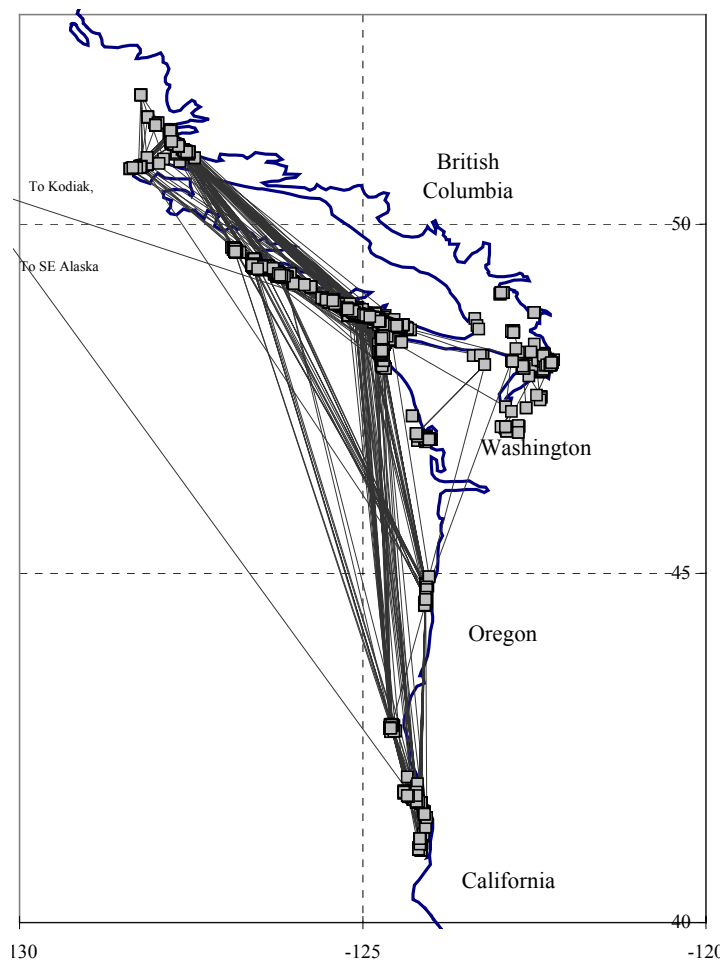 British
Columbia
To Kodiak,
50
To SE Alaska
Washington
45
Oregon
California
40
130
-125
-120